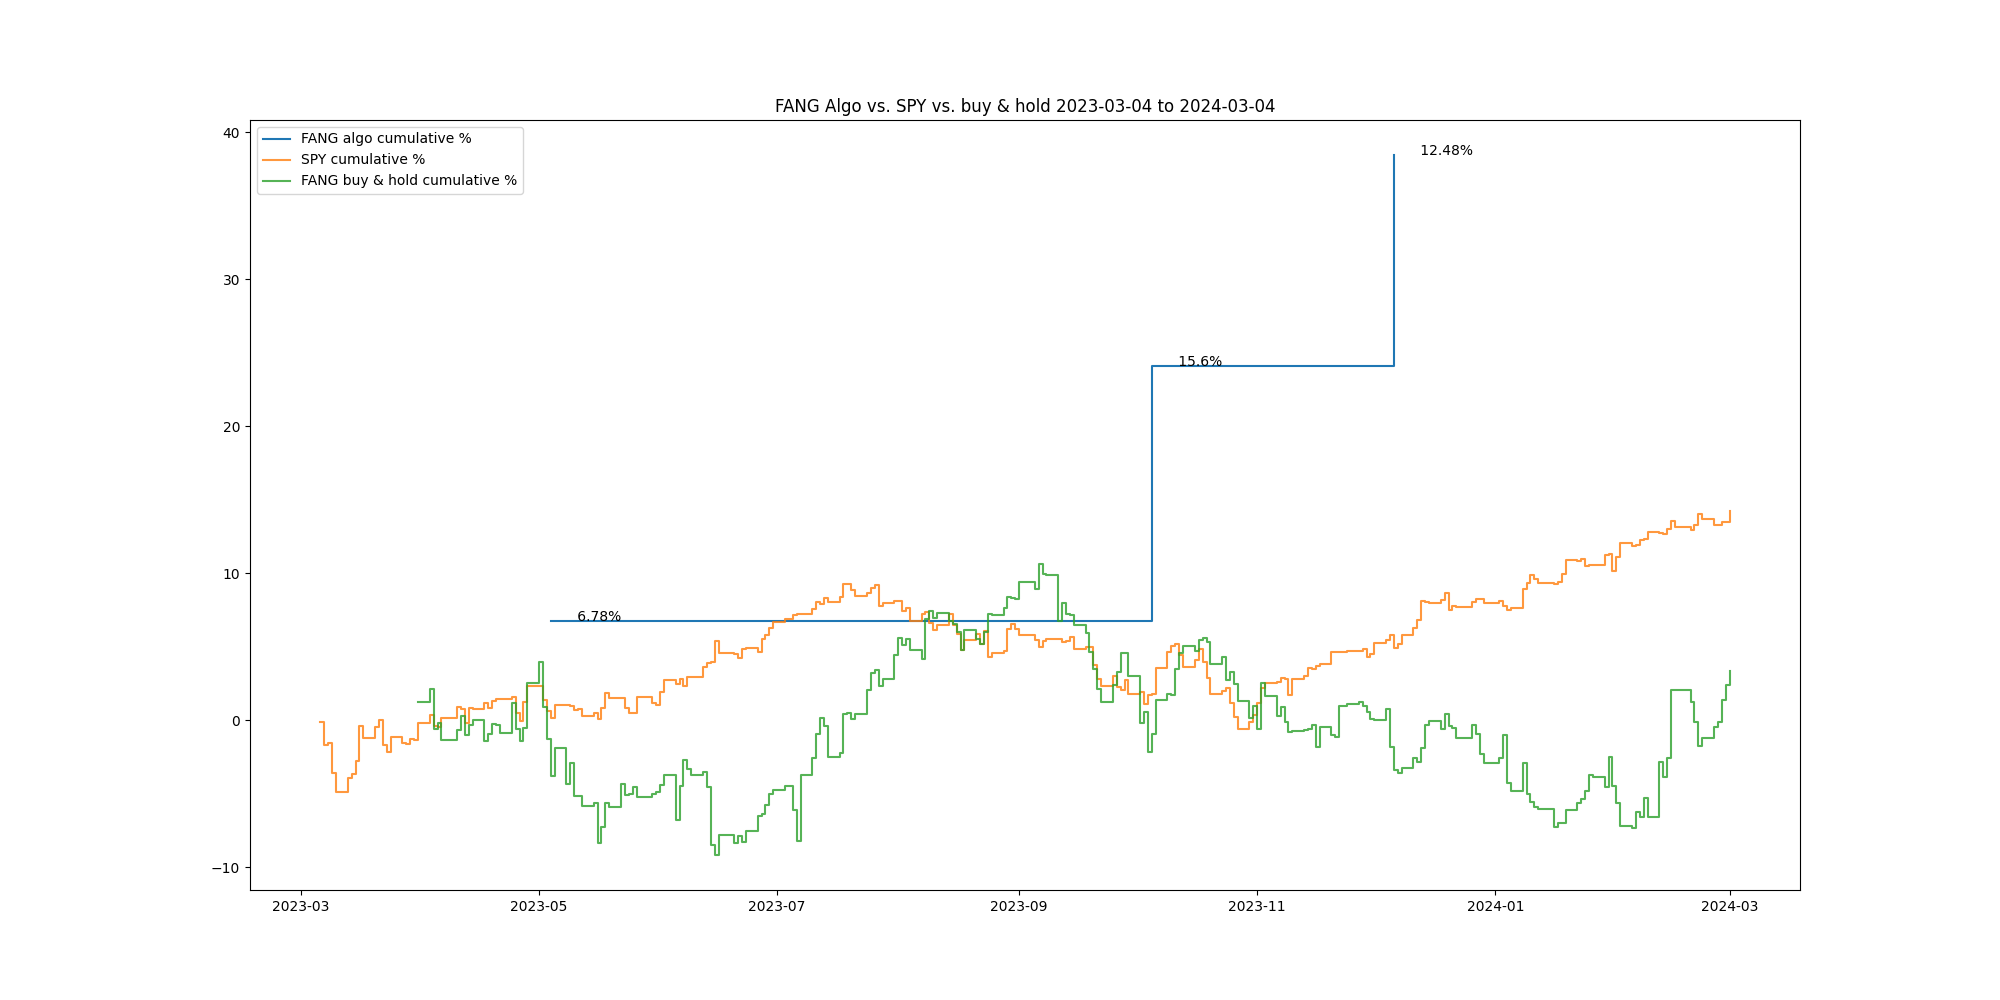 FANG Algo vs. SPY vs. buy & hold 2023-03-04 to 2024-03-04
FANG algo cumulative %
SPY cumulative %
FANG buy & hold cumulative %
40
30
20
10
0
−10
12.48%
15.6%
6.78%
2023-03 2023-05 2023-07 2023-09 2023-11 2024-01 2024-03